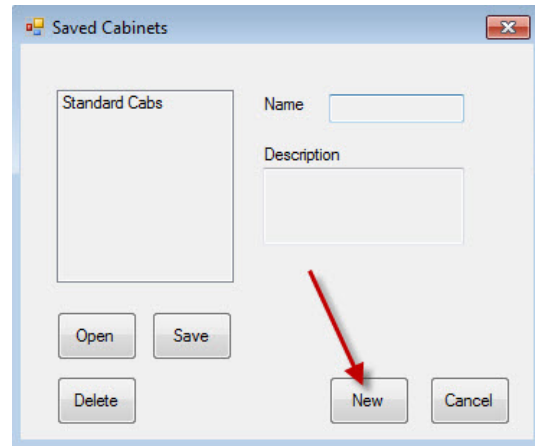 Saved Cabinets
Standard Cabs
Name
Description
Open
Save
Delete
New
Cancel